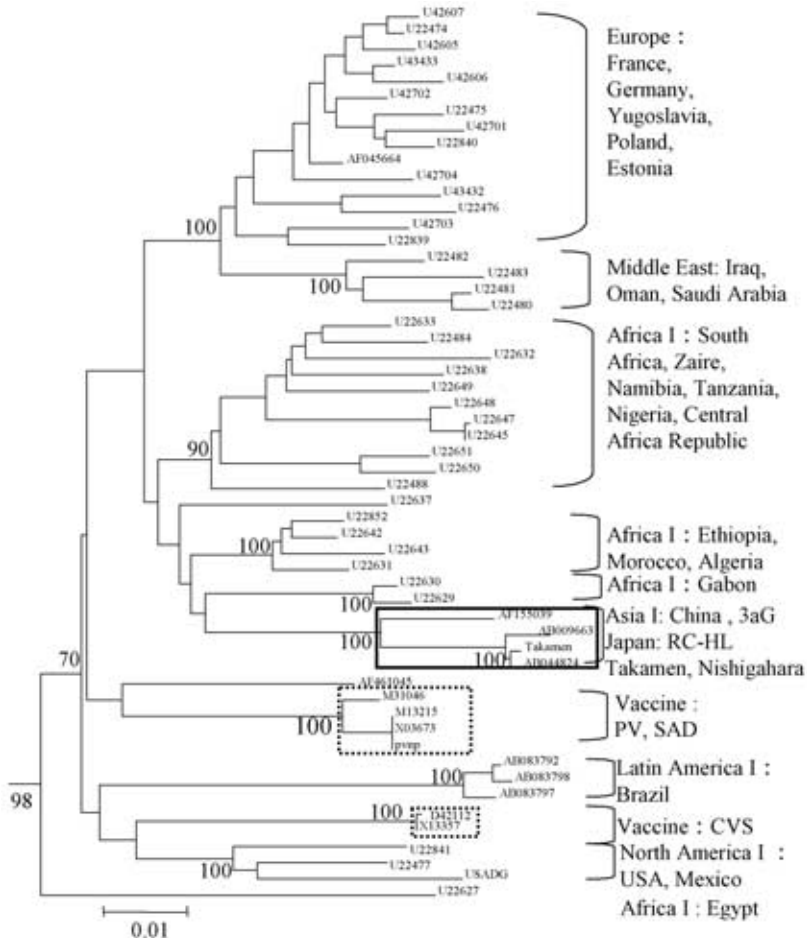 U42607
U22474
U42605
U43433
U42606
U42702
U22475
U42701
U22840
AF045664
U42704
U43432
U22476
U42703
U22839
100
Europe :
France,
Germany,
Yugoslavia,
Poland,
Estonia
U22482
U22483
U22481
U22480
100
Middle East: Iraq,
Oman, Saudi Arabia
U22633
U22484
U22632
U22638
U22649
U22648
U22647
U22645
U22651
U22650
U22488
90
Africa I : South
Africa, Zaire,
Namibia, Tanzania,
Nigeria, Central
Africa Republic
U22637
U22852
U22642
U22643
U22631
100
Africa I : Ethiopia,
Morocco, Algeria
U22630
U22629
100
Africa I : Gabon
AF155039
AB009663
Takamen
AB044824
100
100
Asia I: China , 3aG
Japan: RC-HL
Takamen, Nishigahara
70
AF461045
M31046
M13215
X03673
pvnp
100
Vaccine :
PV, SAD
AB083792
AB083798
AB083797
100
Latin America I :
Brazil
98
D42112
X13357
100
Vaccine : CVS
U22841
U22477
USADG
100
North America I :
USA, Mexico
U22627
Africa I : Egypt
0.01